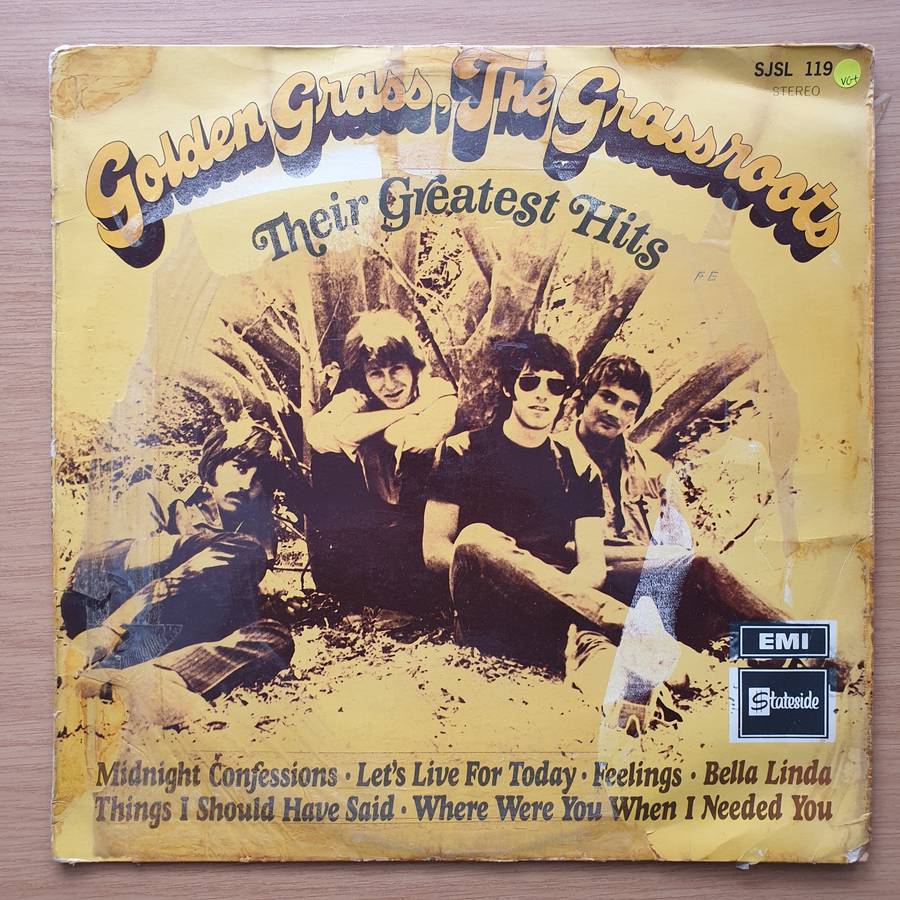 SJSL 119
VG+
STEREO
Golden Grass, The Grassroots
Their Greatest Hits
F E
EMI
Stateside
Midnight Confessions · Let's Live For Today · Feelings · Bella Linda
Things I Should Have Said · Where Were You When I Needed You